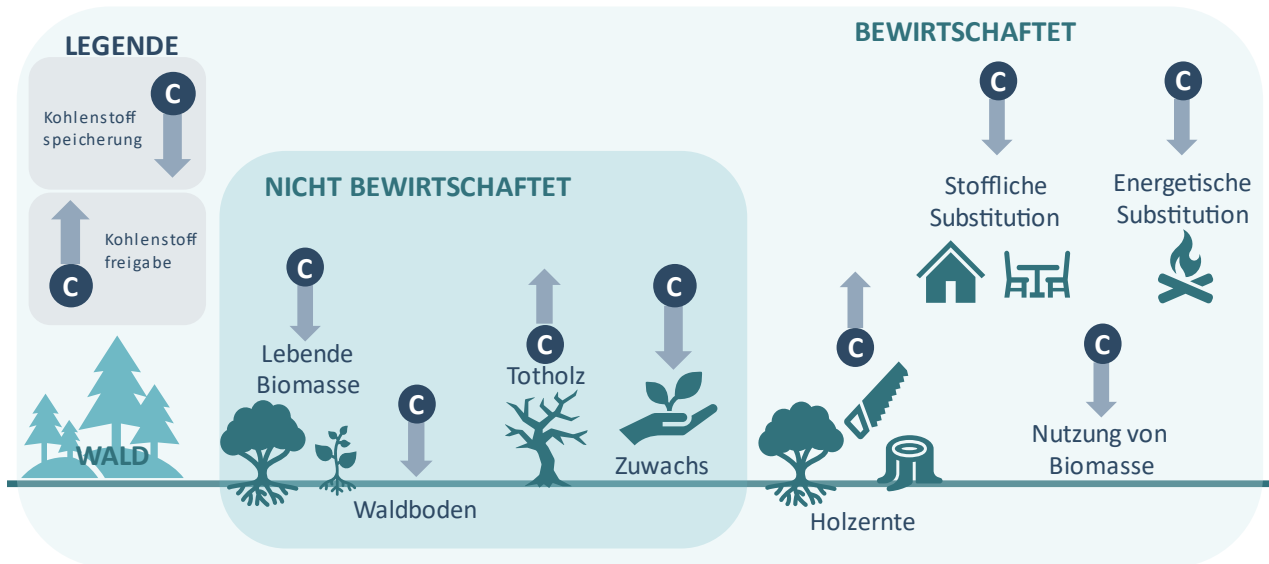 LEGENDE
C
Kohlenstoff
speicherung
Kohlenstoff
freigabe
C
WALD
NICHT BEWIRTSCHAFTET
C
Lebende
Biomasse
C
Waldboden
C
Totholz
C
Zuwachs
BEWIRTSCHAFTET
C
Stoffliche
Substitution
C
Energetische
Substitution
C
Holzernte
C
Nutzung von
Biomasse